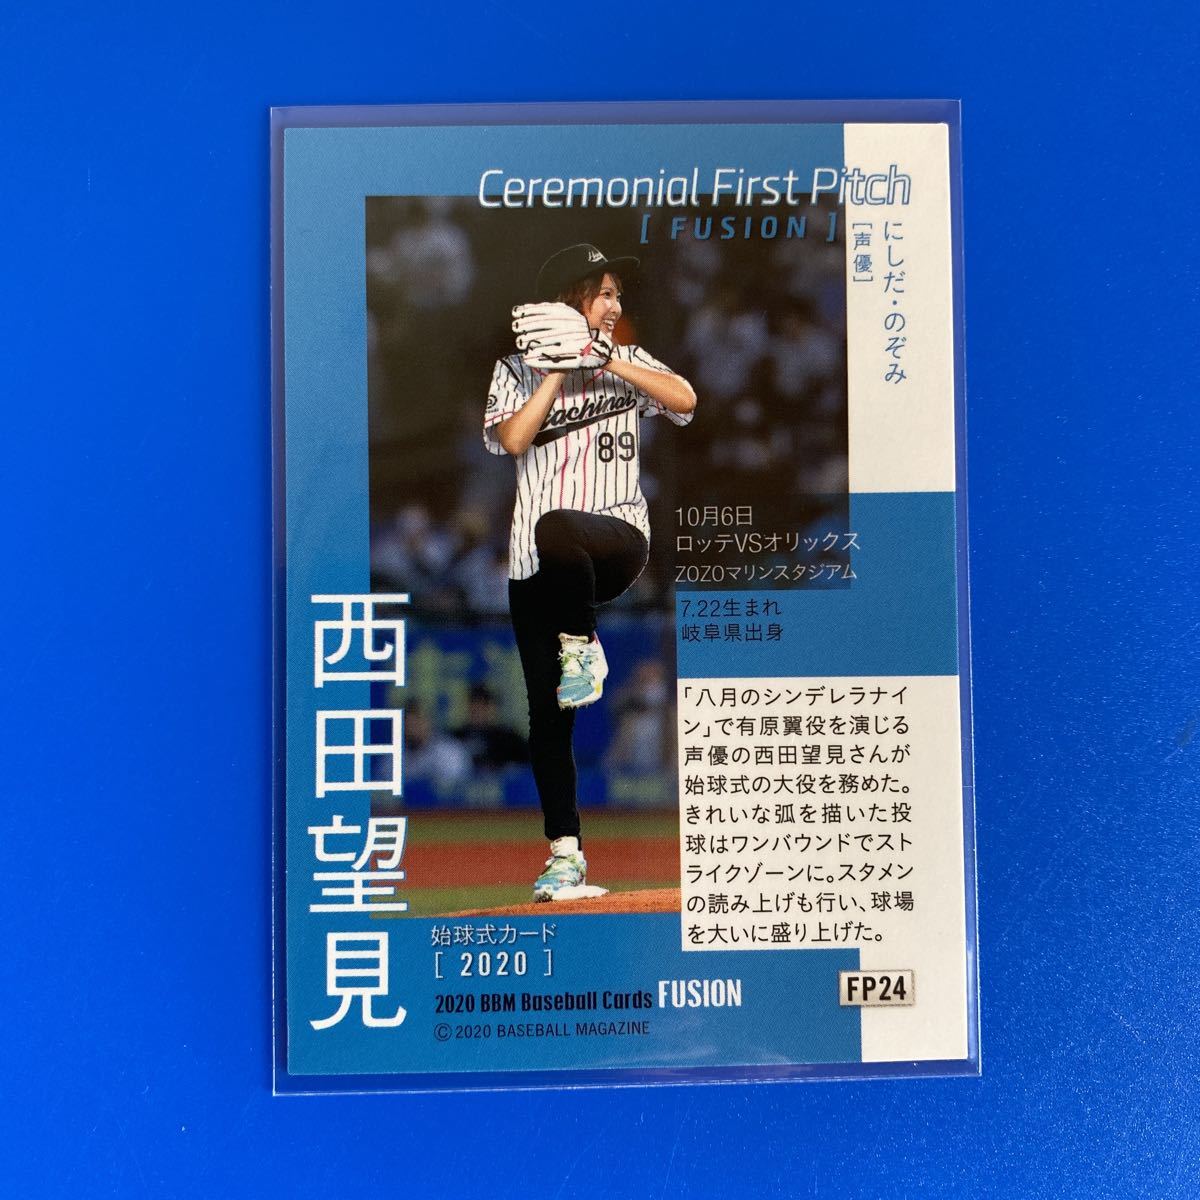 Ceremonial First Pitch
[ FUSION ]
にしだ・のぞみ
[声優]
achinai
89
10月6日
ロッテVSオリックス
ZOZOマリンスタジアム
7.22生まれ
岐阜県出身
西田望見
「八月のシンデレラナイ
ン」で有原翼役を演じる
声優の西田望見さんが
始球式の大役を務めた。
きれいな弧を描いた投
球はワンバウンドでスト
ライクゾーンに。スタメン
の読み上げも行い、球場
を大いに盛り上げた。
始球式カード
[ 2020 ]
2020 BBM Baseball Cards FUSION
©2020 BASEBALL MAGAZINE
FP24